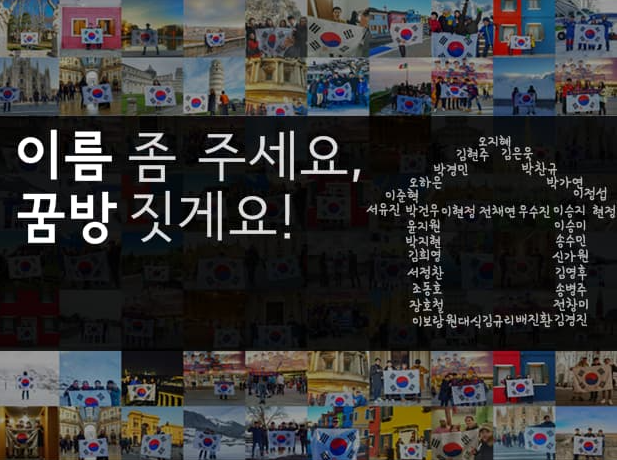 이름 좀 주세요,
꿈방 짓게요!
오지혜
김현주 김은욱
박경민 박찬규
오하은 박가연
이준혁 이정섭
서유진 박건우 이현정 전채연 우수진 이승지 현정
윤지원 이승미
박지현 송수민
김희영 신가원
서정찬 김영후
조동호 송병주
장호철 전창미
이보람 원대식 김규리 배진환 김경진